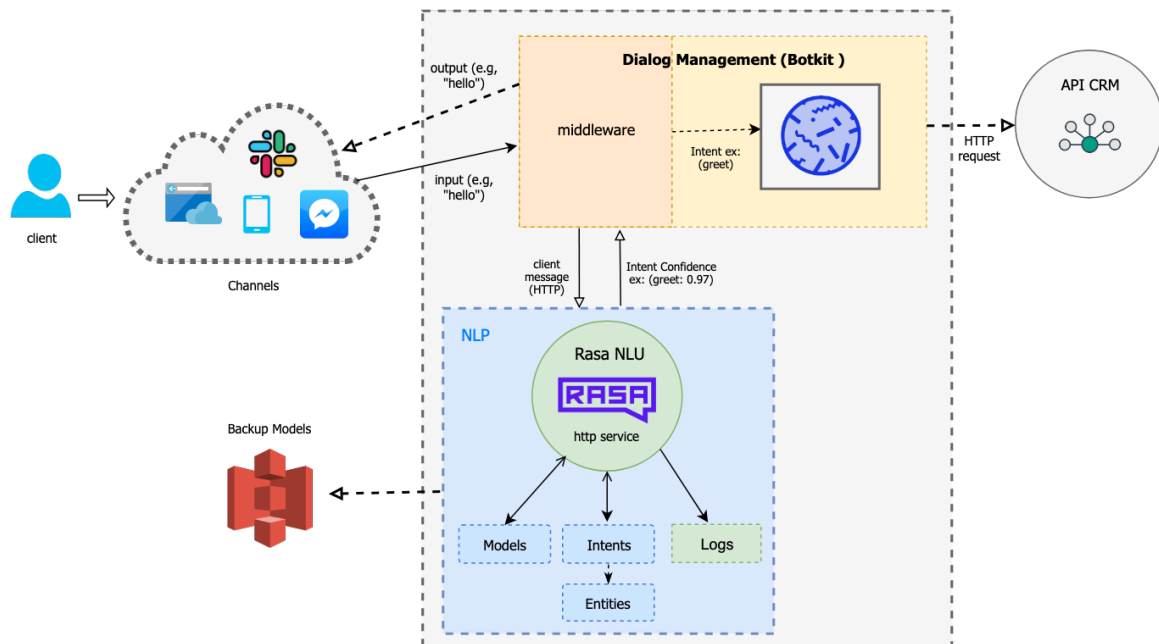 Dialog Management (Botkit )
API CRM
output (e.g,
"hello")
middleware
Intent ex:
(greet)
HTTP
request
input (e.g,
"hello")
client
Channels
client
message
(HTTP)
Intent Confidence
ex: (greet: 0.97)
NLP
Rasa NLU
RASA
http service
Backup Models
Models
Intents
Logs
Entities